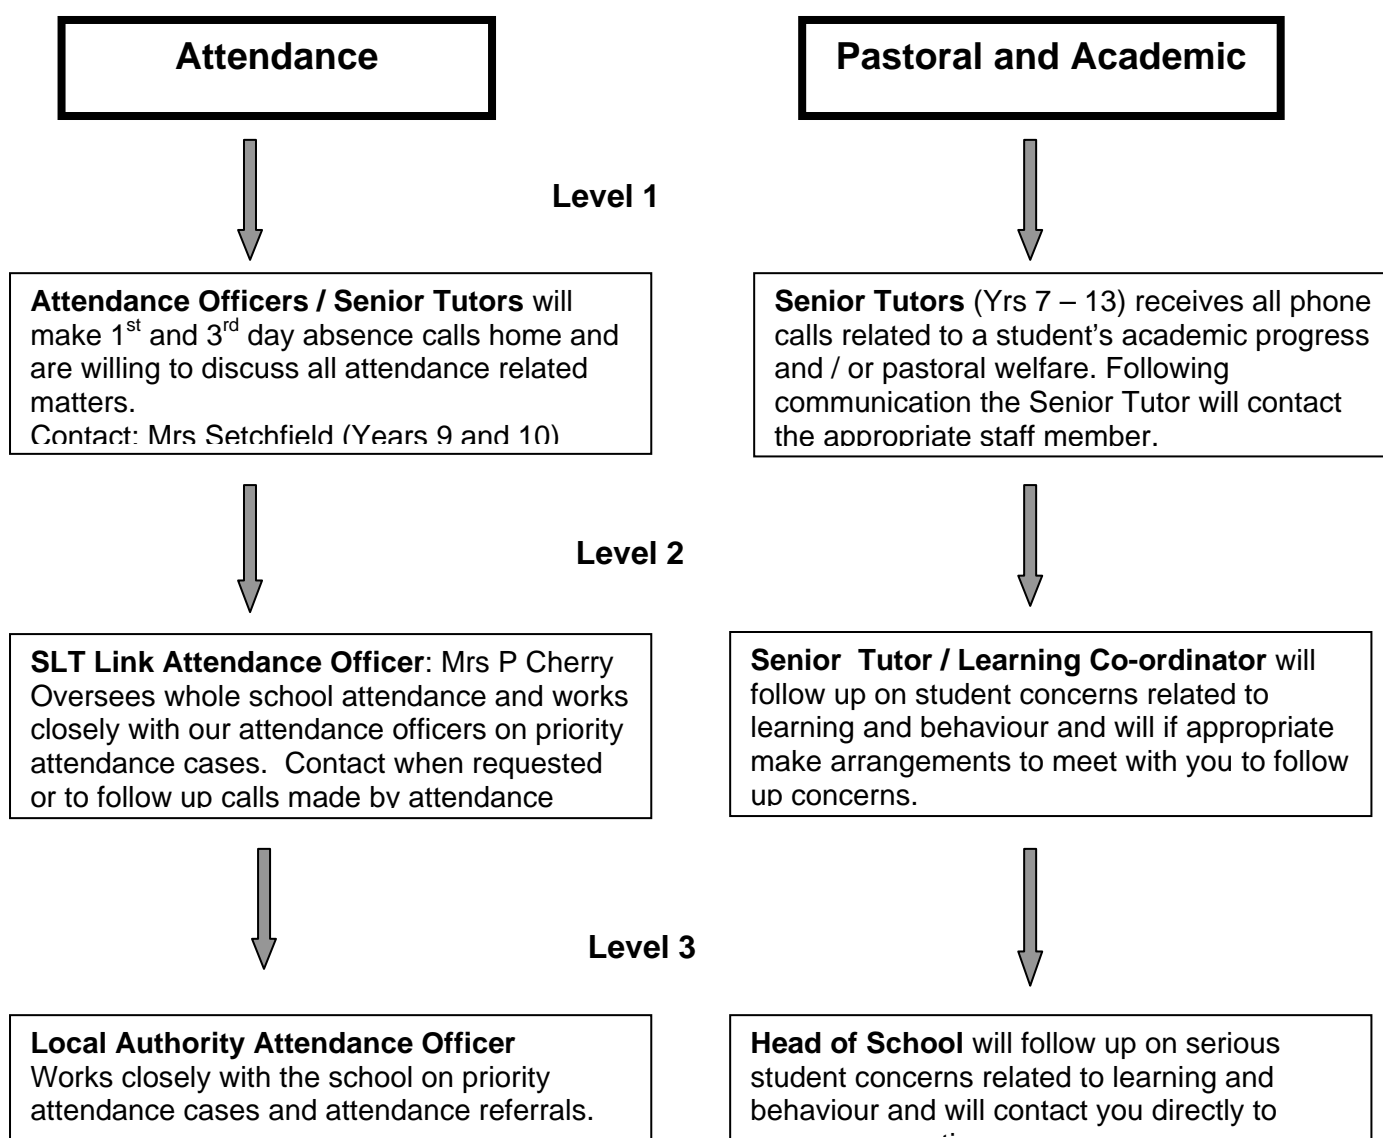 Attendance
Pastoral and Academic
Level 1
Attendance Officers / Senior Tutors will
make 1st and 3rd day absence calls home and
are willing to discuss all attendance related
matters.
Contact: Mrs Setchfield (Years 9 and 10)
Senior Tutors (Yrs 7 – 13) receives all phone
calls related to a student’s academic progress
and / or pastoral welfare. Following
communication the Senior Tutor will contact
the appropriate staff member.
Level 2
SLT Link Attendance Officer: Mrs P Cherry
Oversees whole school attendance and works
closely with our attendance officers on priority
attendance cases.  Contact when requested
or to follow up calls made by attendance
Senior  Tutor / Learning Co-ordinator will
follow up on student concerns related to
learning and behaviour and will if appropriate
make arrangements to meet with you to follow
up concerns.
Level 3
Local Authority Attendance Officer
Works closely with the school on priority
attendance cases and attendance referrals.
Head of School will follow up on serious
student concerns related to learning and
behaviour and will contact you directly to